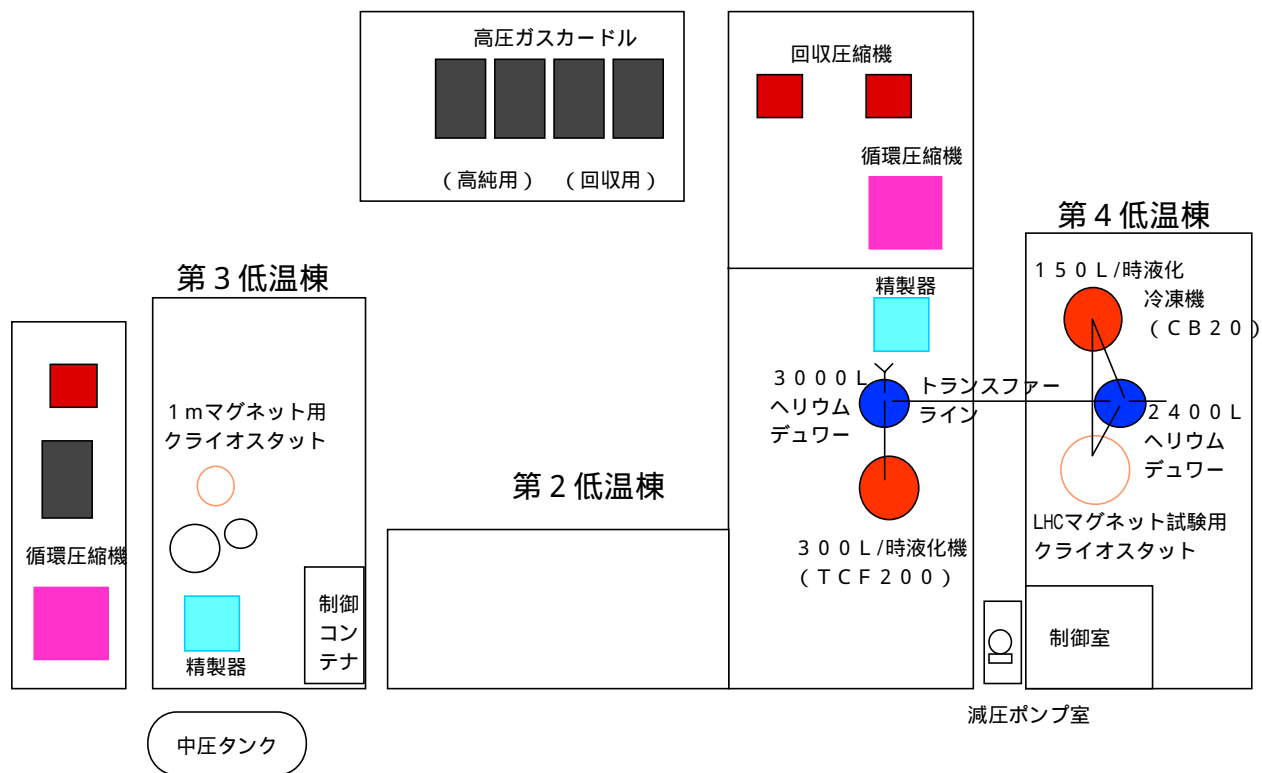 高圧ガスカードル
(高純用)
(回収用)
回収圧縮機
循環圧縮機
第4低温棟
150L/時液化
冷凍機
(CB20)
第3低温棟
精製器
1mマグネット用
クライオスタット
3000L
ヘリウム
デュワー
トランスファー
ライン
2400L
ヘリウム
デュワー
第2低温棟
LHCマグネット試験用
クライオスタット
循環圧縮機
300L/時液化機
(TCF200)
制御
コン
テナ
制御室
精製器
減圧ポンプ室
中圧タンク